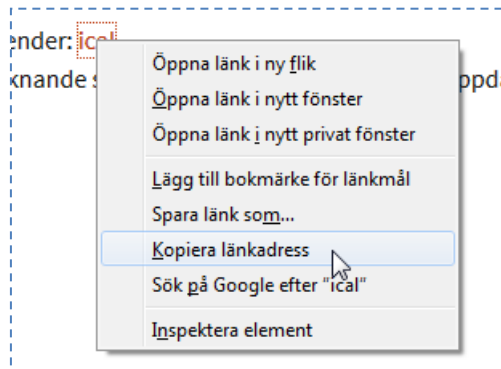 ender: ical
Öppna länk i ny flik
knande s
ppda
Öppna länk i nytt fönster
Öppna länk i nytt privat fönster
Lägg till bokmärke för länkmål
Spara länk som...
Kopiera länkadress
Sök på Google efter "ical"
Inspektera element